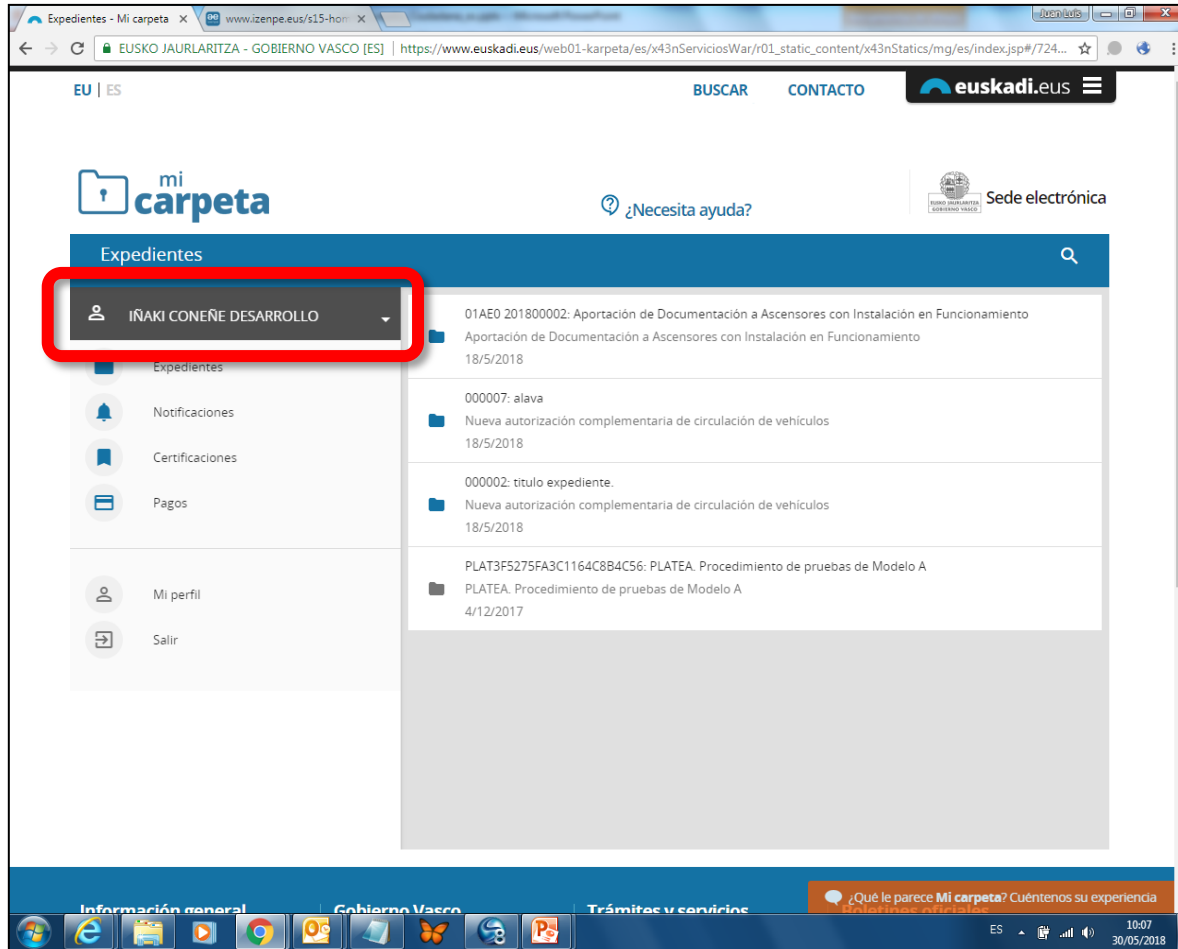 Expedientes - Mi carpeta
www.izenpe.eus/s15-hom
Juan Luis
EUSKO JAURLARITZA - GOBIERNO VASCO [ES]
https://www.euskadi.eus/web01-karpeta/es/x43nServiciosWar/r01_static_content/x43nStatics/mg/es/index.jsp#/724...
EU | ES
BUSCAR
CONTACTO
euskadi.eus
mi
carpeta
¿Necesita ayuda?
EUSKO JAURLARITZA
GOBIERNO VASCO
Sede electrónica
Expedientes
IÑAKI CONEÑE DESARROLLO
Expedientes
Notificaciones
Certificaciones
Pagos
Mi perfil
Salir
01AE0 201800002: Aportación de Documentación a Ascensores con Instalación en Funcionamiento
Aportación de Documentación a Ascensores con Instalación en Funcionamiento
18/5/2018
000007: alava
Nueva autorización complementaria de circulación de vehículos
18/5/2018
000002: titulo expediente.
Nueva autorización complementaria de circulación de vehículos
18/5/2018
PLAT3F5275FA3C1164C8B4C56: PLATEA. Procedimiento de pruebas de Modelo A
PLATEA. Procedimiento de pruebas de Modelo A
4/12/2017
¿Qué le parece Mi carpeta? Cuéntenos su experiencia
Información general
Gobierno Vasco
Trámites y servicios
Boletines oficiales
ES
10:07
30/05/2018